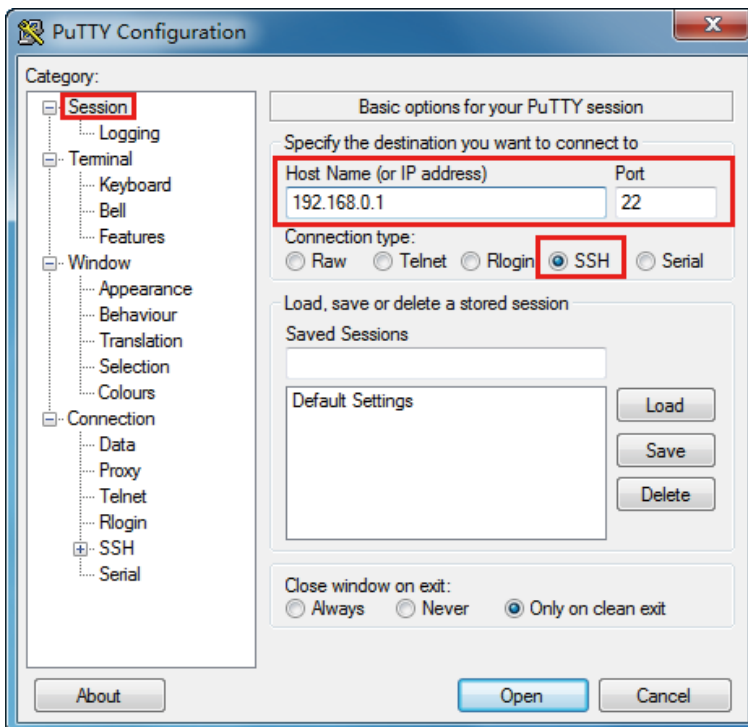 PuTTY Configuration
Category:
Session
Logging
Terminal
Keyboard
Bell
Features
Window
Appearance
Behaviour
Translation
Selection
Colours
Connection
Data
Proxy
Telnet
Rlogin
SSH
Serial
Basic options for your PuTTY session
Specify the destination you want to connect to
Host Name (or IP address) Port
192.168.0.1 22
Connection type:
Raw Telnet Rlogin SSH Serial
Load, save or delete a stored session
Saved Sessions
Default Settings
Load
Save
Delete
Close window on exit:
Always Never Only on clean exit
About Open Cancel